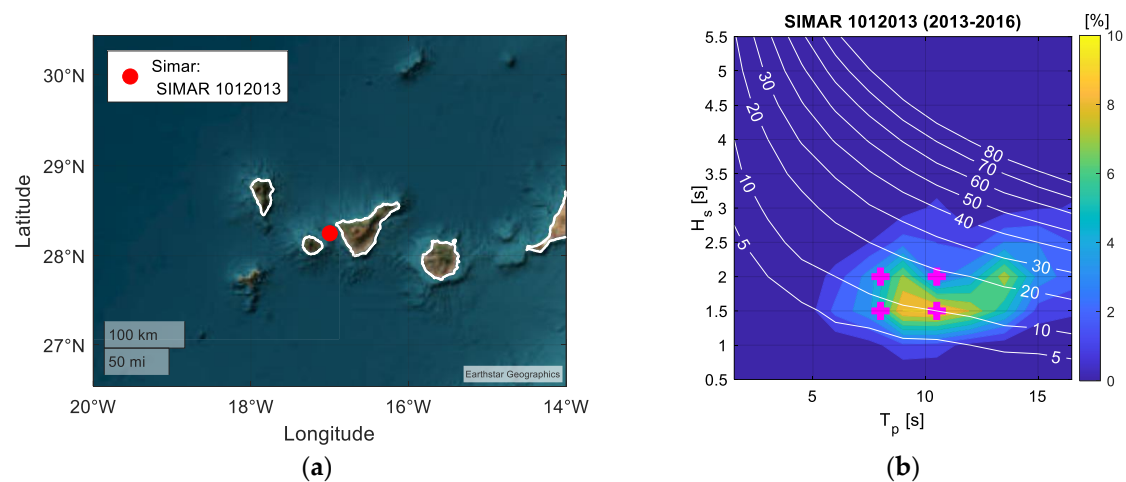 Simar:
SIMAR 1012013
30°N
29°N
28°N
27°N
Latitude
100 km
50 mi
Earthstar Geographics
20°W
18°W
16°W
14°W
Longitude
(a)
SIMAR 1012013 (2013-2016)
[%]
5.5
5
4.5
4
3.5
3
2.5
2
1.5
1
0.5
Hs [s]
30
20
10
5
80
70
60
50
40
30
20
10
5
10
8
6
4
2
0
5
10
15
Tp [s]
(b)